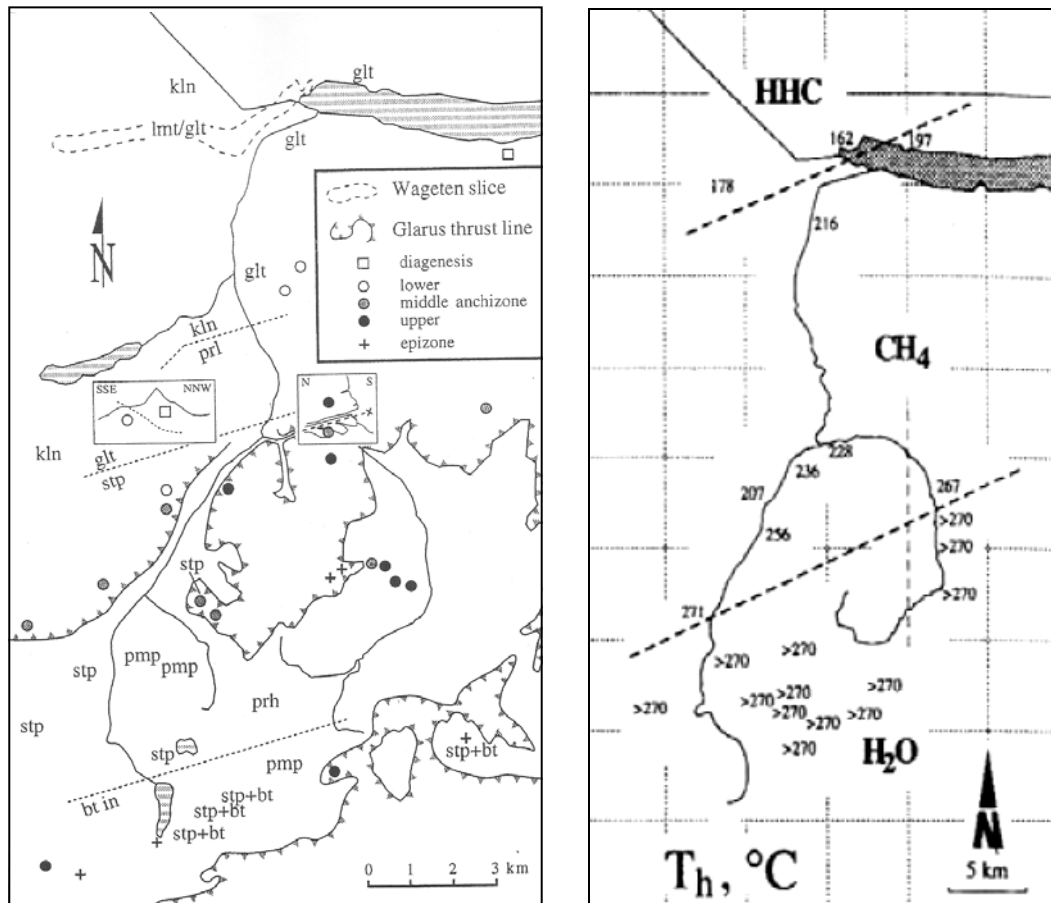 glt
kln
lmt/glt
glt
Wageten slice
Glarus thrust line
diagenesis
lower
middle anchizone
upper
epizone
N
glt
kln
prl
SSE NNW
N S
kln
glt
stp
stp
stp
pmp
pmp
stp
prh
stp
pmp
stp+bt
bt in
stp+bt
stp+bt
stp+bt
0 1 2 3 km
HHC
162
197
178
216
CH4
228
236
207
267
256
>270
>270
>270
271
>270
>270
>270
>270
>270
>270
>270
>270
>270
H2O
N
Th, °C
5 km